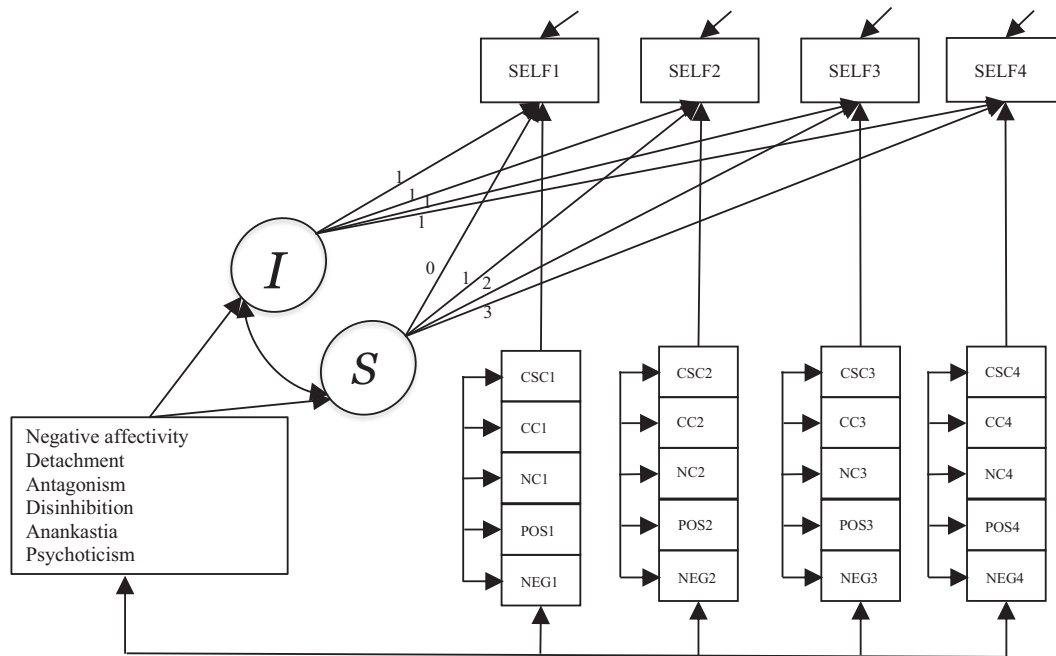 SELF1 SELF2 SELF3 SELF4
1
1
1
1
I
0
1
2
3
S
Negative affectivity
Detachment
Antagonism
Disinhibition
Anankastia
Psychoticism
CSC1 CSC2 CSC3 CSC4
CC1 CC2 CC3 CC4
NC1 NC2 NC3 NC4
POS1 POS2 POS3 POS4
NEG1 NEG2 NEG3 NEG4